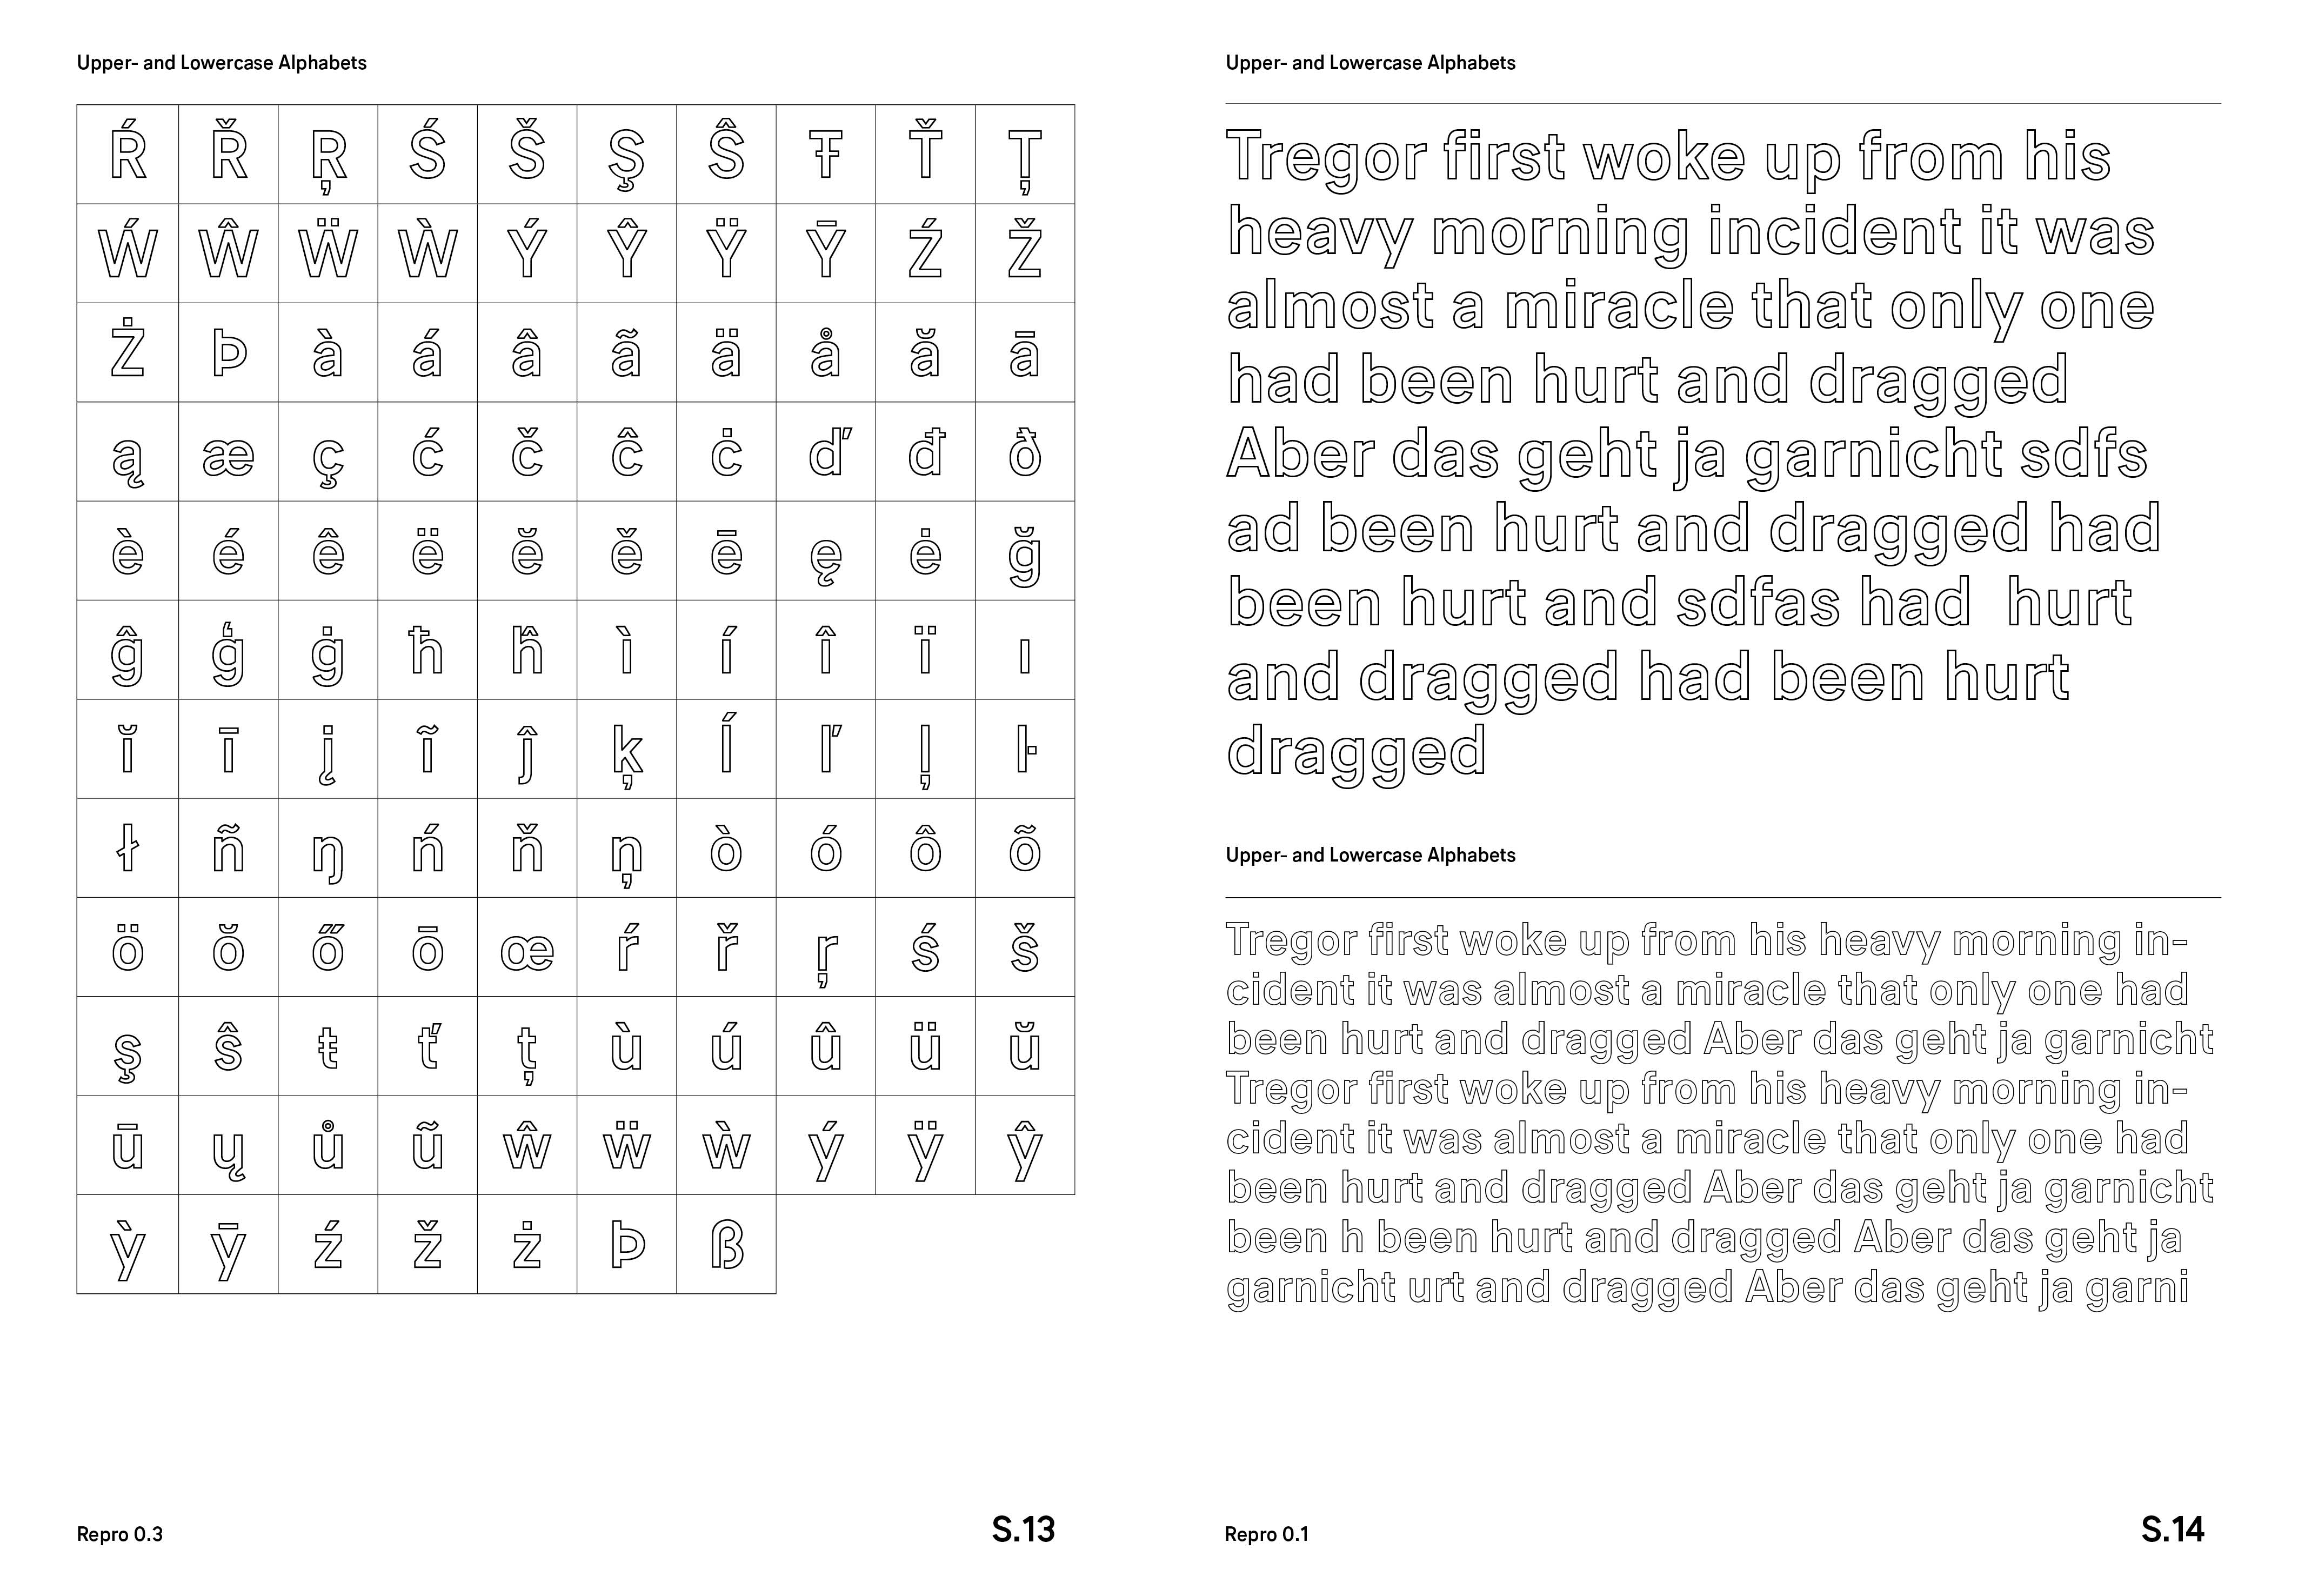 Upper- and Lowercase Alphabets
Ŕ Ř Ŗ Ś Š Ş Ŝ Ŧ Ť Ț
Ẃ Ŵ Ẅ Ẁ Ý Ŷ Ÿ Ȳ Ź Ž
Ż Þ à á â ã ä å ă ā
ą æ ç ć č ĉ ċ ď đ ð
è é ê ë ĕ ě ē ę ė ğ
ĝ ģ ġ ħ ĥ ì í î ï ı
ĭ ī į ĩ ĵ ķ ĺ ľ ļ ŀ
ł ñ ŋ ń ň ņ ò ó ô õ
ö ŏ ő ō œ ŕ ř ŗ ś š
ş ŝ ŧ ť ț ù ú û ü ŭ
ū ų ů ũ ŵ ẅ ẁ ý ÿ ŷ
ỳ ȳ ź ž ż Þ ß
Repro 0.3
S.13
Upper- and Lowercase Alphabets
Tregor first woke up from his
heavy morning incident it was
almost a miracle that only one
had been hurt and dragged
Aber das geht ja garnicht sdfs
ad been hurt and dragged had
been hurt and sdfas had  hurt
and dragged had been hurt
dragged
Upper- and Lowercase Alphabets
Tregor first woke up from his heavy morning in-
cident it was almost a miracle that only one had
been hurt and dragged Aber das geht ja garnicht
Tregor first woke up from his heavy morning in-
cident it was almost a miracle that only one had
been hurt and dragged Aber das geht ja garnicht
been h been hurt and dragged Aber das geht ja
garnicht urt and dragged Aber das geht ja garni
Repro 0.1
S.14